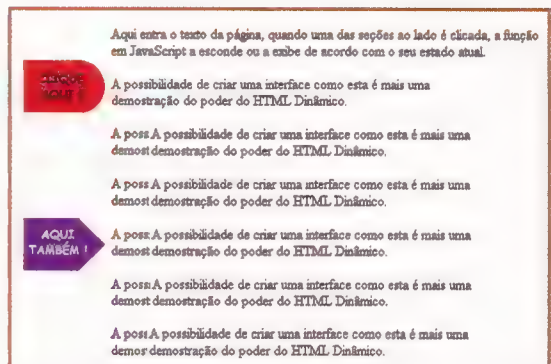 Aqui entra o texto da página, quando uma das seções ao lado é clicada, a função
em JavaScript a esconde ou a exibe de acordo com o seu estado atual.
A possibilidade de criar uma interface como esta é mais uma
demostração do poder do HTML Dinâmico.
A poss A possibilidade de criar uma interface como esta é mais uma
demost demostração do poder do HTML Dinâmico.
A poss A possibilidade de criar uma interface como esta é mais uma
demost demostração do poder do HTML Dinâmico.
AQUI
TAMBÉM !
A poss A possibilidade de criar uma interface como esta é mais uma
demost demostração do poder do HTML Dinâmico.
A poss A possibilidade de criar uma interface como esta é mais uma
demost demostração do poder do HTML Dinâmico.
A poss A possibilidade de criar uma interface como esta é mais uma
demos demostração do poder do HTML Dinâmico.